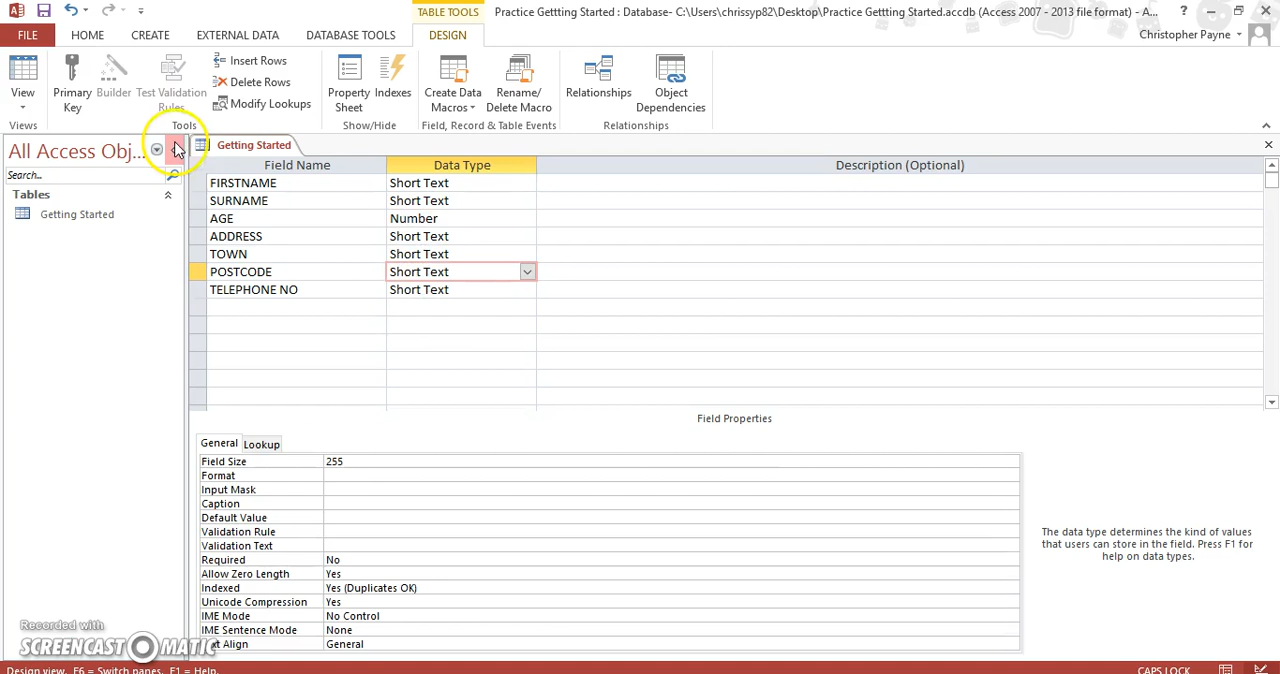 TABLE TOOLS
Practice Gettting Started : Database- C:\Users\chrissyp82\Desktop\Practice Gettting Started.accdb (Access 2007 - 2013 file format) - A...
FILE HOME CREATE EXTERNAL DATA DATABASE TOOLS DESIGN
Christopher Payne
View
Primary Key
Builder
Test Validation Rules
Insert Rows
Delete Rows
Modify Lookups
Property Sheet
Indexes
Create Data Macros
Rename/ Delete Macro
Relationships
Object Dependencies
Views Tools Show/Hide Field, Record & Table Events Relationships
All Access Obj...
Search...
Tables
Getting Started
Getting Started
Field Name Data Type Description (Optional)
FIRSTNAME Short Text
SURNAME Short Text
AGE Number
ADDRESS Short Text
TOWN Short Text
POSTCODE Short Text
TELEPHONE NO Short Text
Field Properties
General Lookup
Field Size 255
Format
Input Mask
Caption
Default Value
Validation Rule
Validation Text
Required No
Allow Zero Length Yes
Indexed Yes (Duplicates OK)
Unicode Compression Yes
IME Mode No Control
IME Sentence Mode None
Align General
The data type determines the kind of values
that users can store in the field. Press F1 for
help on data types.
Recorded with
SCREENCAST MATIC
Design view. F6 = Switch panes. F1 = Help.
CAPS LOCK